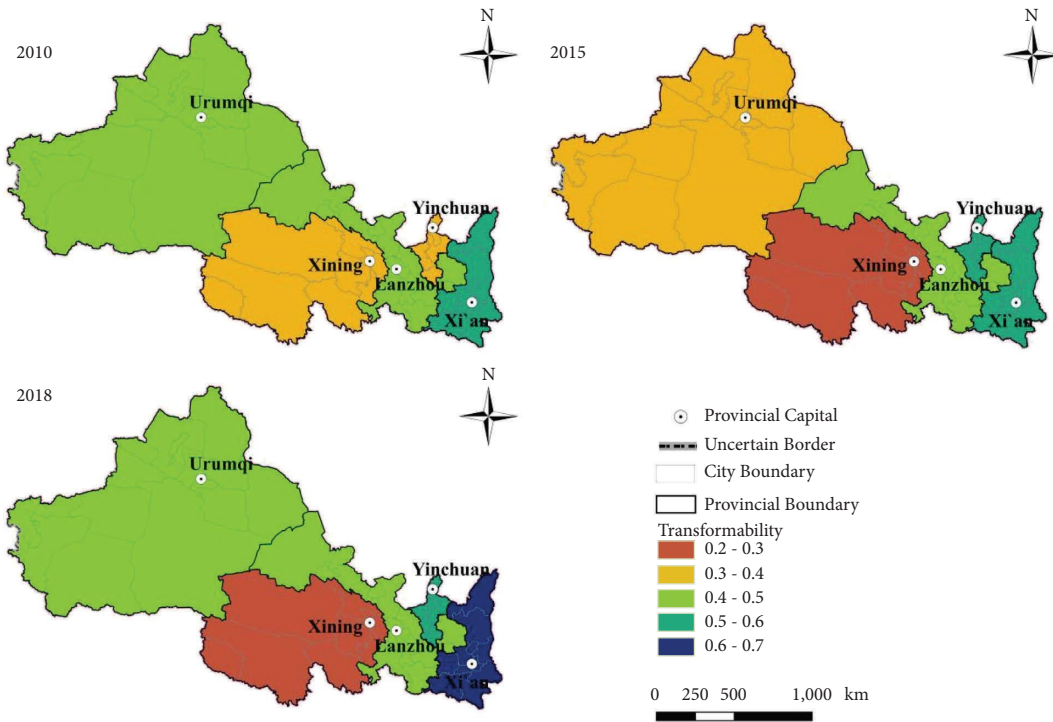 2010
N
Urumqi
Yinchuan
Xining
Lanzhou
Xi`an
2015
N
Urumqi
Yinchuan
Xining
Lanzhou
Xi`an
2018
N
Urumqi
Yinchuan
Xining
Lanzhou
Xi`an
Provincial Capital
Uncertain Border
City Boundary
Provincial Boundary
Transformability
0.2 - 0.3
0.3 - 0.4
0.4 - 0.5
0.5 - 0.6
0.6 - 0.7
0 250 500 1,000 km